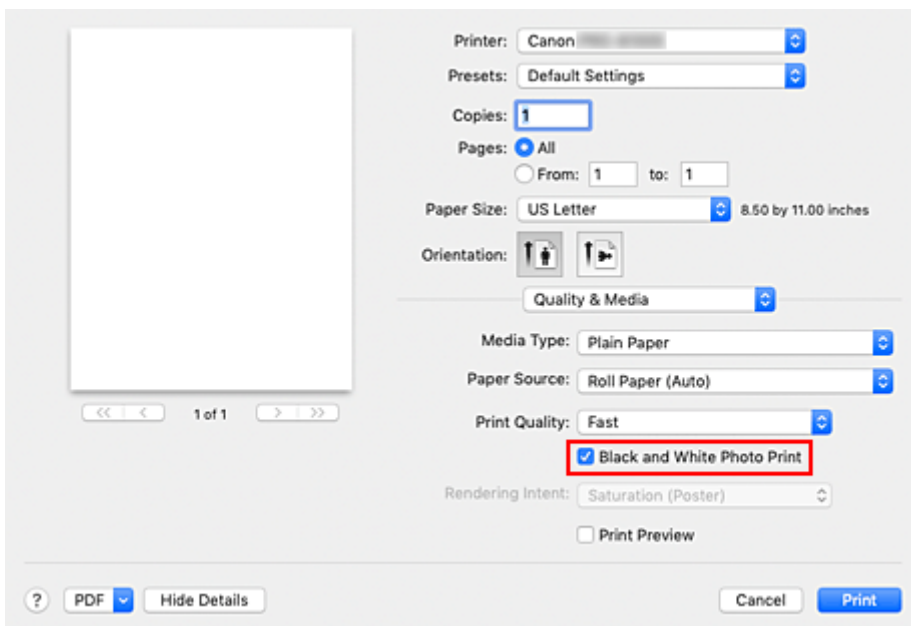 Printer: Canon
Presets: Default Settings
Copies: 1
Pages: All
From: 1 to: 1
Paper Size: US Letter 8.50 by 11.00 inches
Orientation:
Quality & Media
Media Type: Plain Paper
Paper Source: Roll Paper (Auto)
<< < 1 of 1 > >>
Print Quality: Fast
Black and White Photo Print
Rendering Intent: Saturation (Poster)
Print Preview
? PDF Hide Details Cancel Print